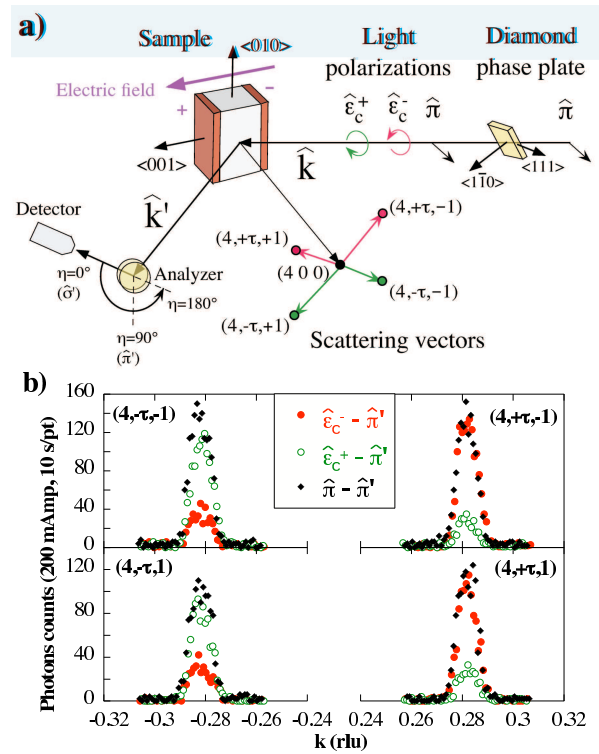 a)
Sample
Light
polarizations
Diamond
phase plate
<010>
Electric field
+
−
ε̂c⁺
ε̂c⁻
π̂
π̂
<001>
k̂
<11̄0>
<111>
k̂'
Detector
(4,+τ,-1)
(4,+τ,+1)
(4 0 0)
Analyzer
η=0°
(σ̂')
η=180°
(4,-τ,-1)
(4,-τ,+1)
η=90°
(π̂')
Scattering vectors
b)
160
120
80
40
0
(4,-τ,-1)
ε̂c⁻ - π̂'
ε̂c⁺ - π̂'
π̂ - π̂'
(4,+τ,-1)
120
80
40
0
(4,-τ,1)
(4,+τ,1)
Photons counts (200 mAmp, 10 s/pt)
-0.32 -0.3 -0.28 -0.26 -0.24 0.24 0.26 0.28 0.3 0.32
k (rlu)